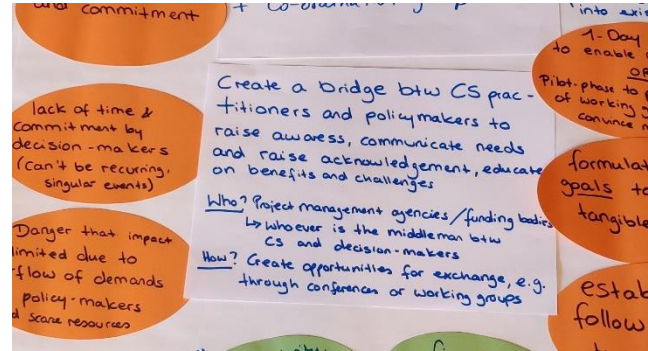 and commitment
+ Co-ordina
into exis
1-Day
to enable
OR
Pilot-phase to p
of working g
convince
lack of time &
commitment by
decision-makers
(Can't be recurring,
singular events)
Create a bridge btw CS prac-
titioners and policymakers to
raise awaress, communicate needs
and raise acknowledgement, educate
on benefits and challenges
Who? Project management agencies/funding bodies
↳ whoever is the middleman btw
CS and decision-makers
How? Create opportunities for exchange, e.g.
through conferences or working groups
formulat
goals to
tangible
Danger that impact
limited due to
flow of demands
policy-makers
d scarce resources
estab
follow